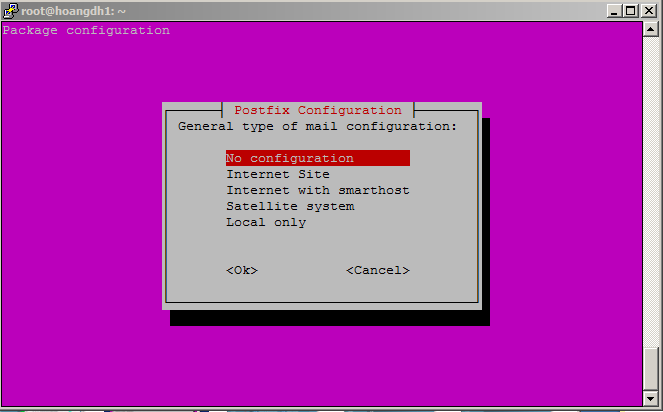 root@hoangdh1: ~
Package configuration
Postfix Configuration
General type of mail configuration:
No configuration
Internet Site
Internet with smarthost
Satellite system
Local only
<Ok> <Cancel>